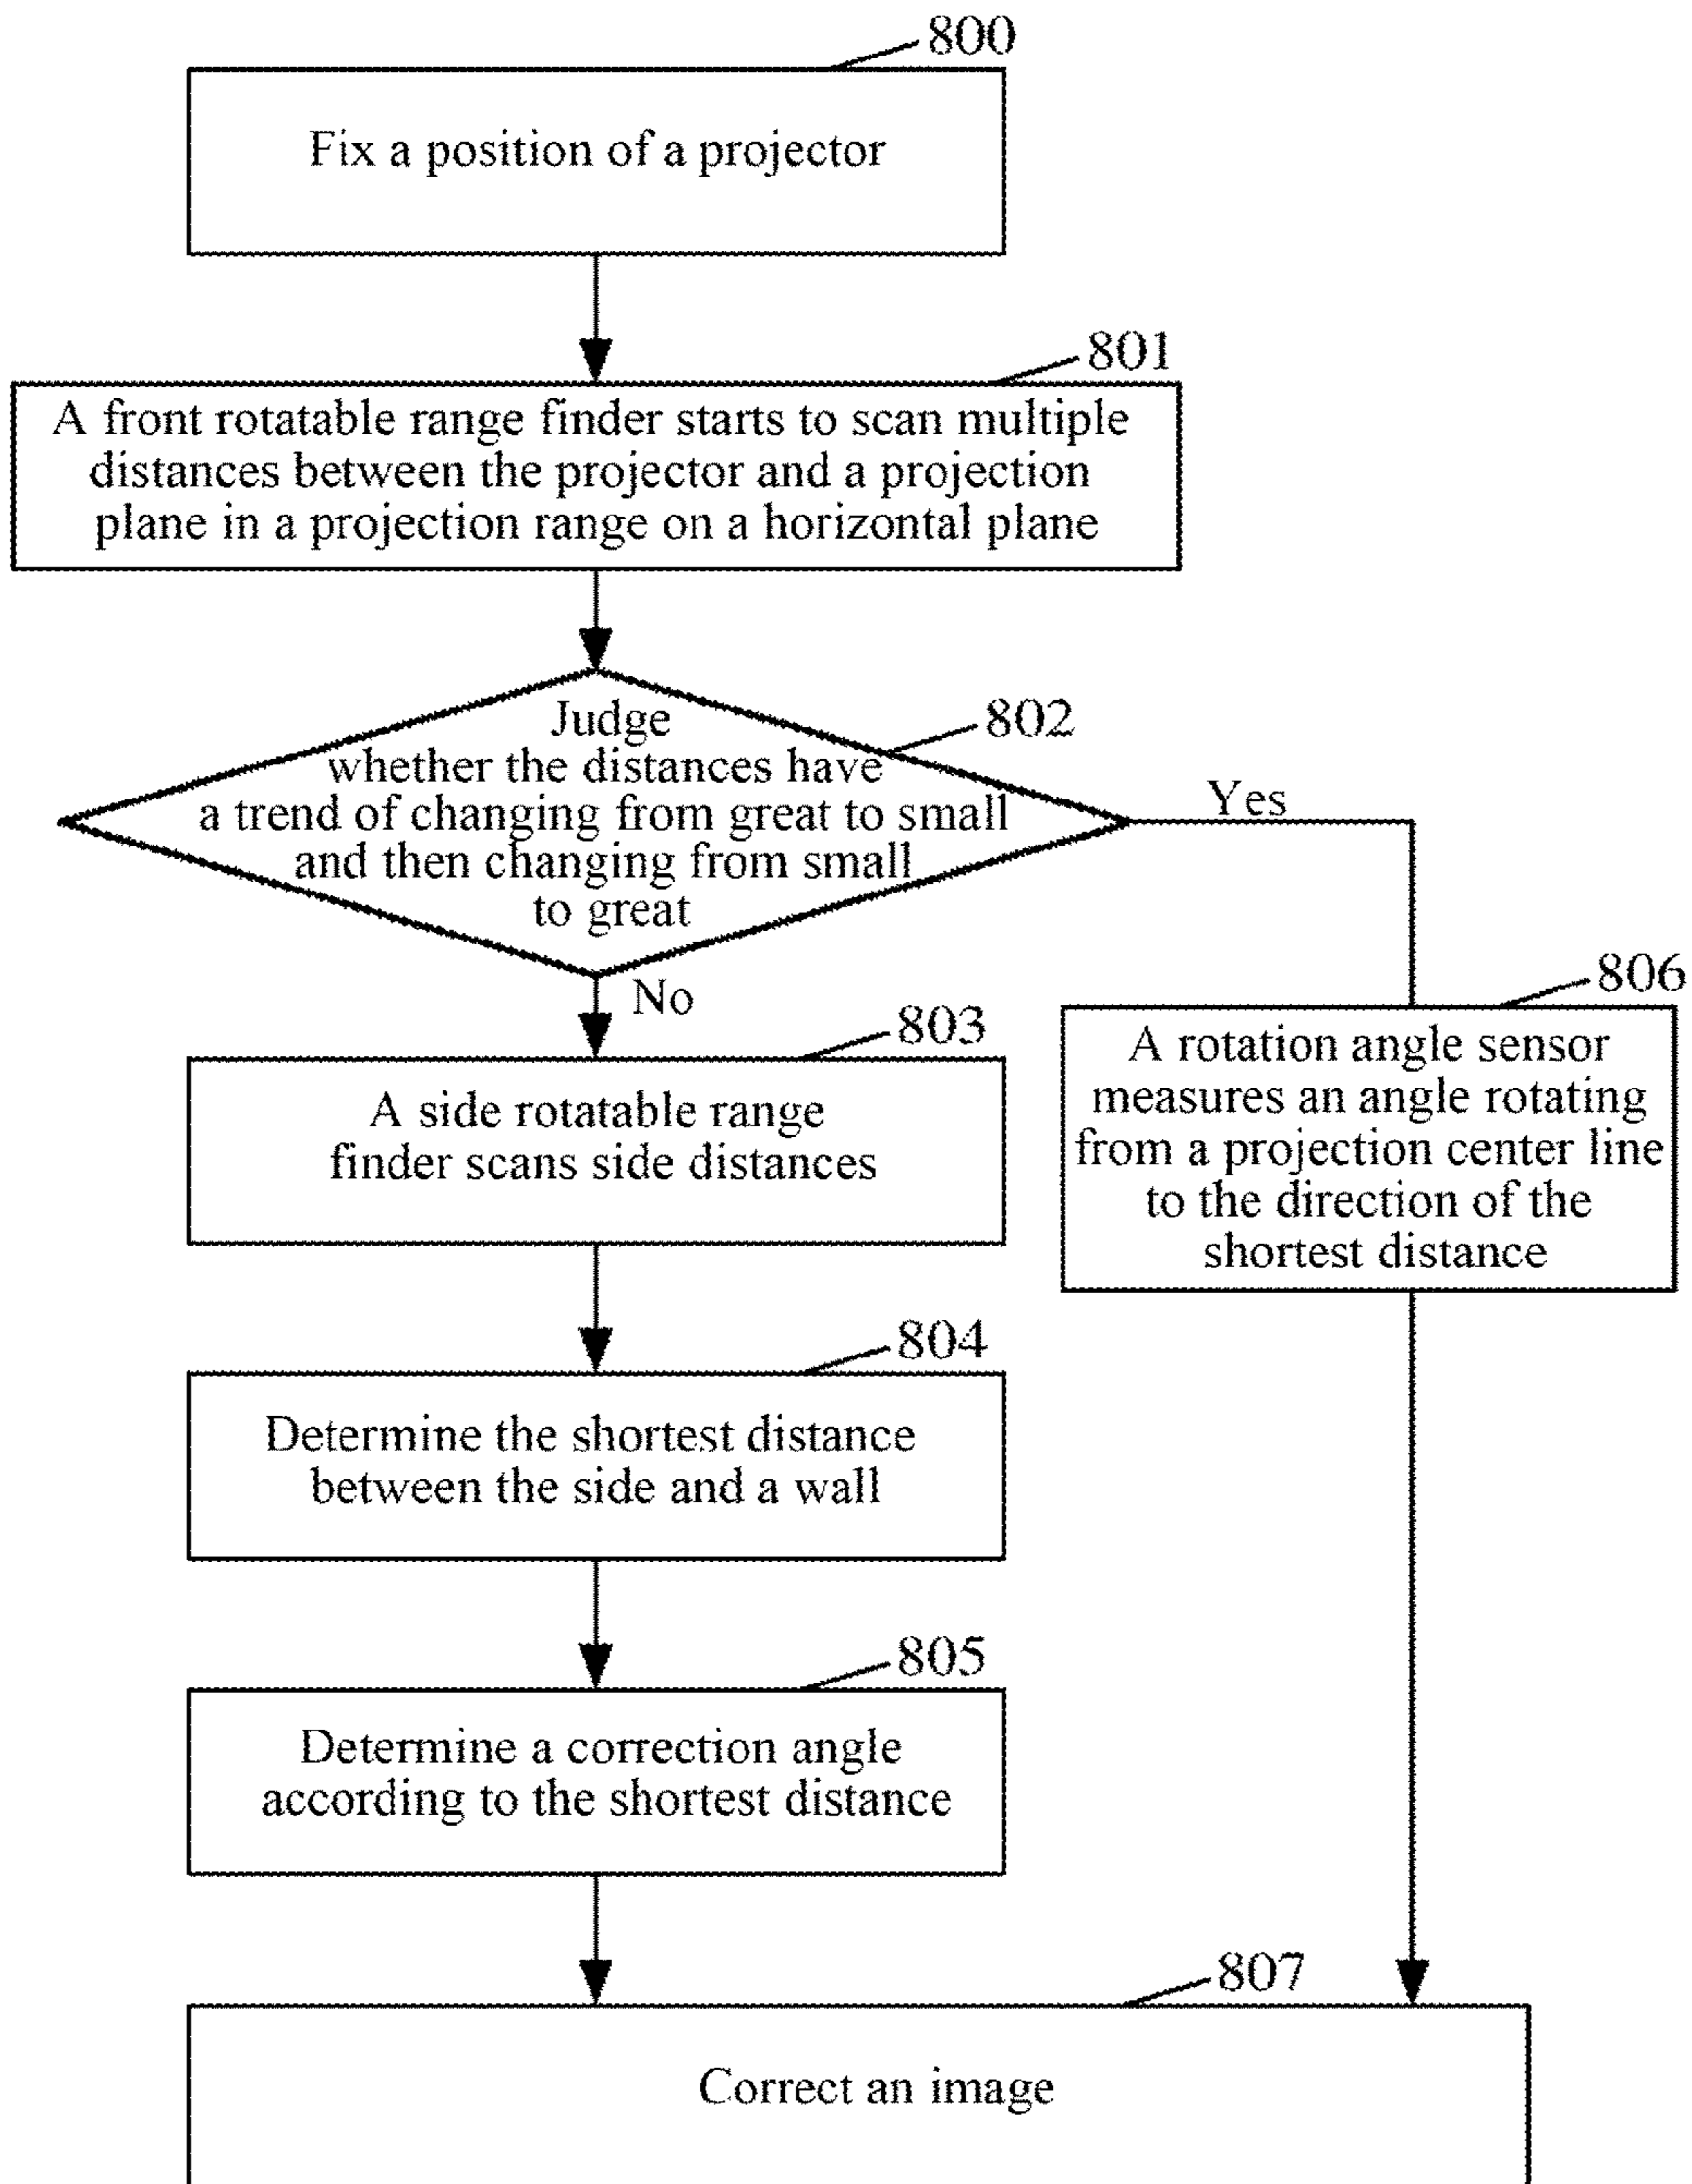 800
Fix a position of a projector
801
A front rotatable range finder starts to scan multiple
distances between the projector and a projection
plane in a projection range on a horizontal plane
802
Judge
whether the distances have
a trend of changing from great to small
and then changing from small
to great
Yes
No
803
A side rotatable range
finder scans side distances
806
A rotation angle sensor
measures an angle rotating
from a projection center line
to the direction of the
shortest distance
804
Determine the shortest distance
between the side and a wall
805
Determine a correction angle
according to the shortest distance
807
Correct an image